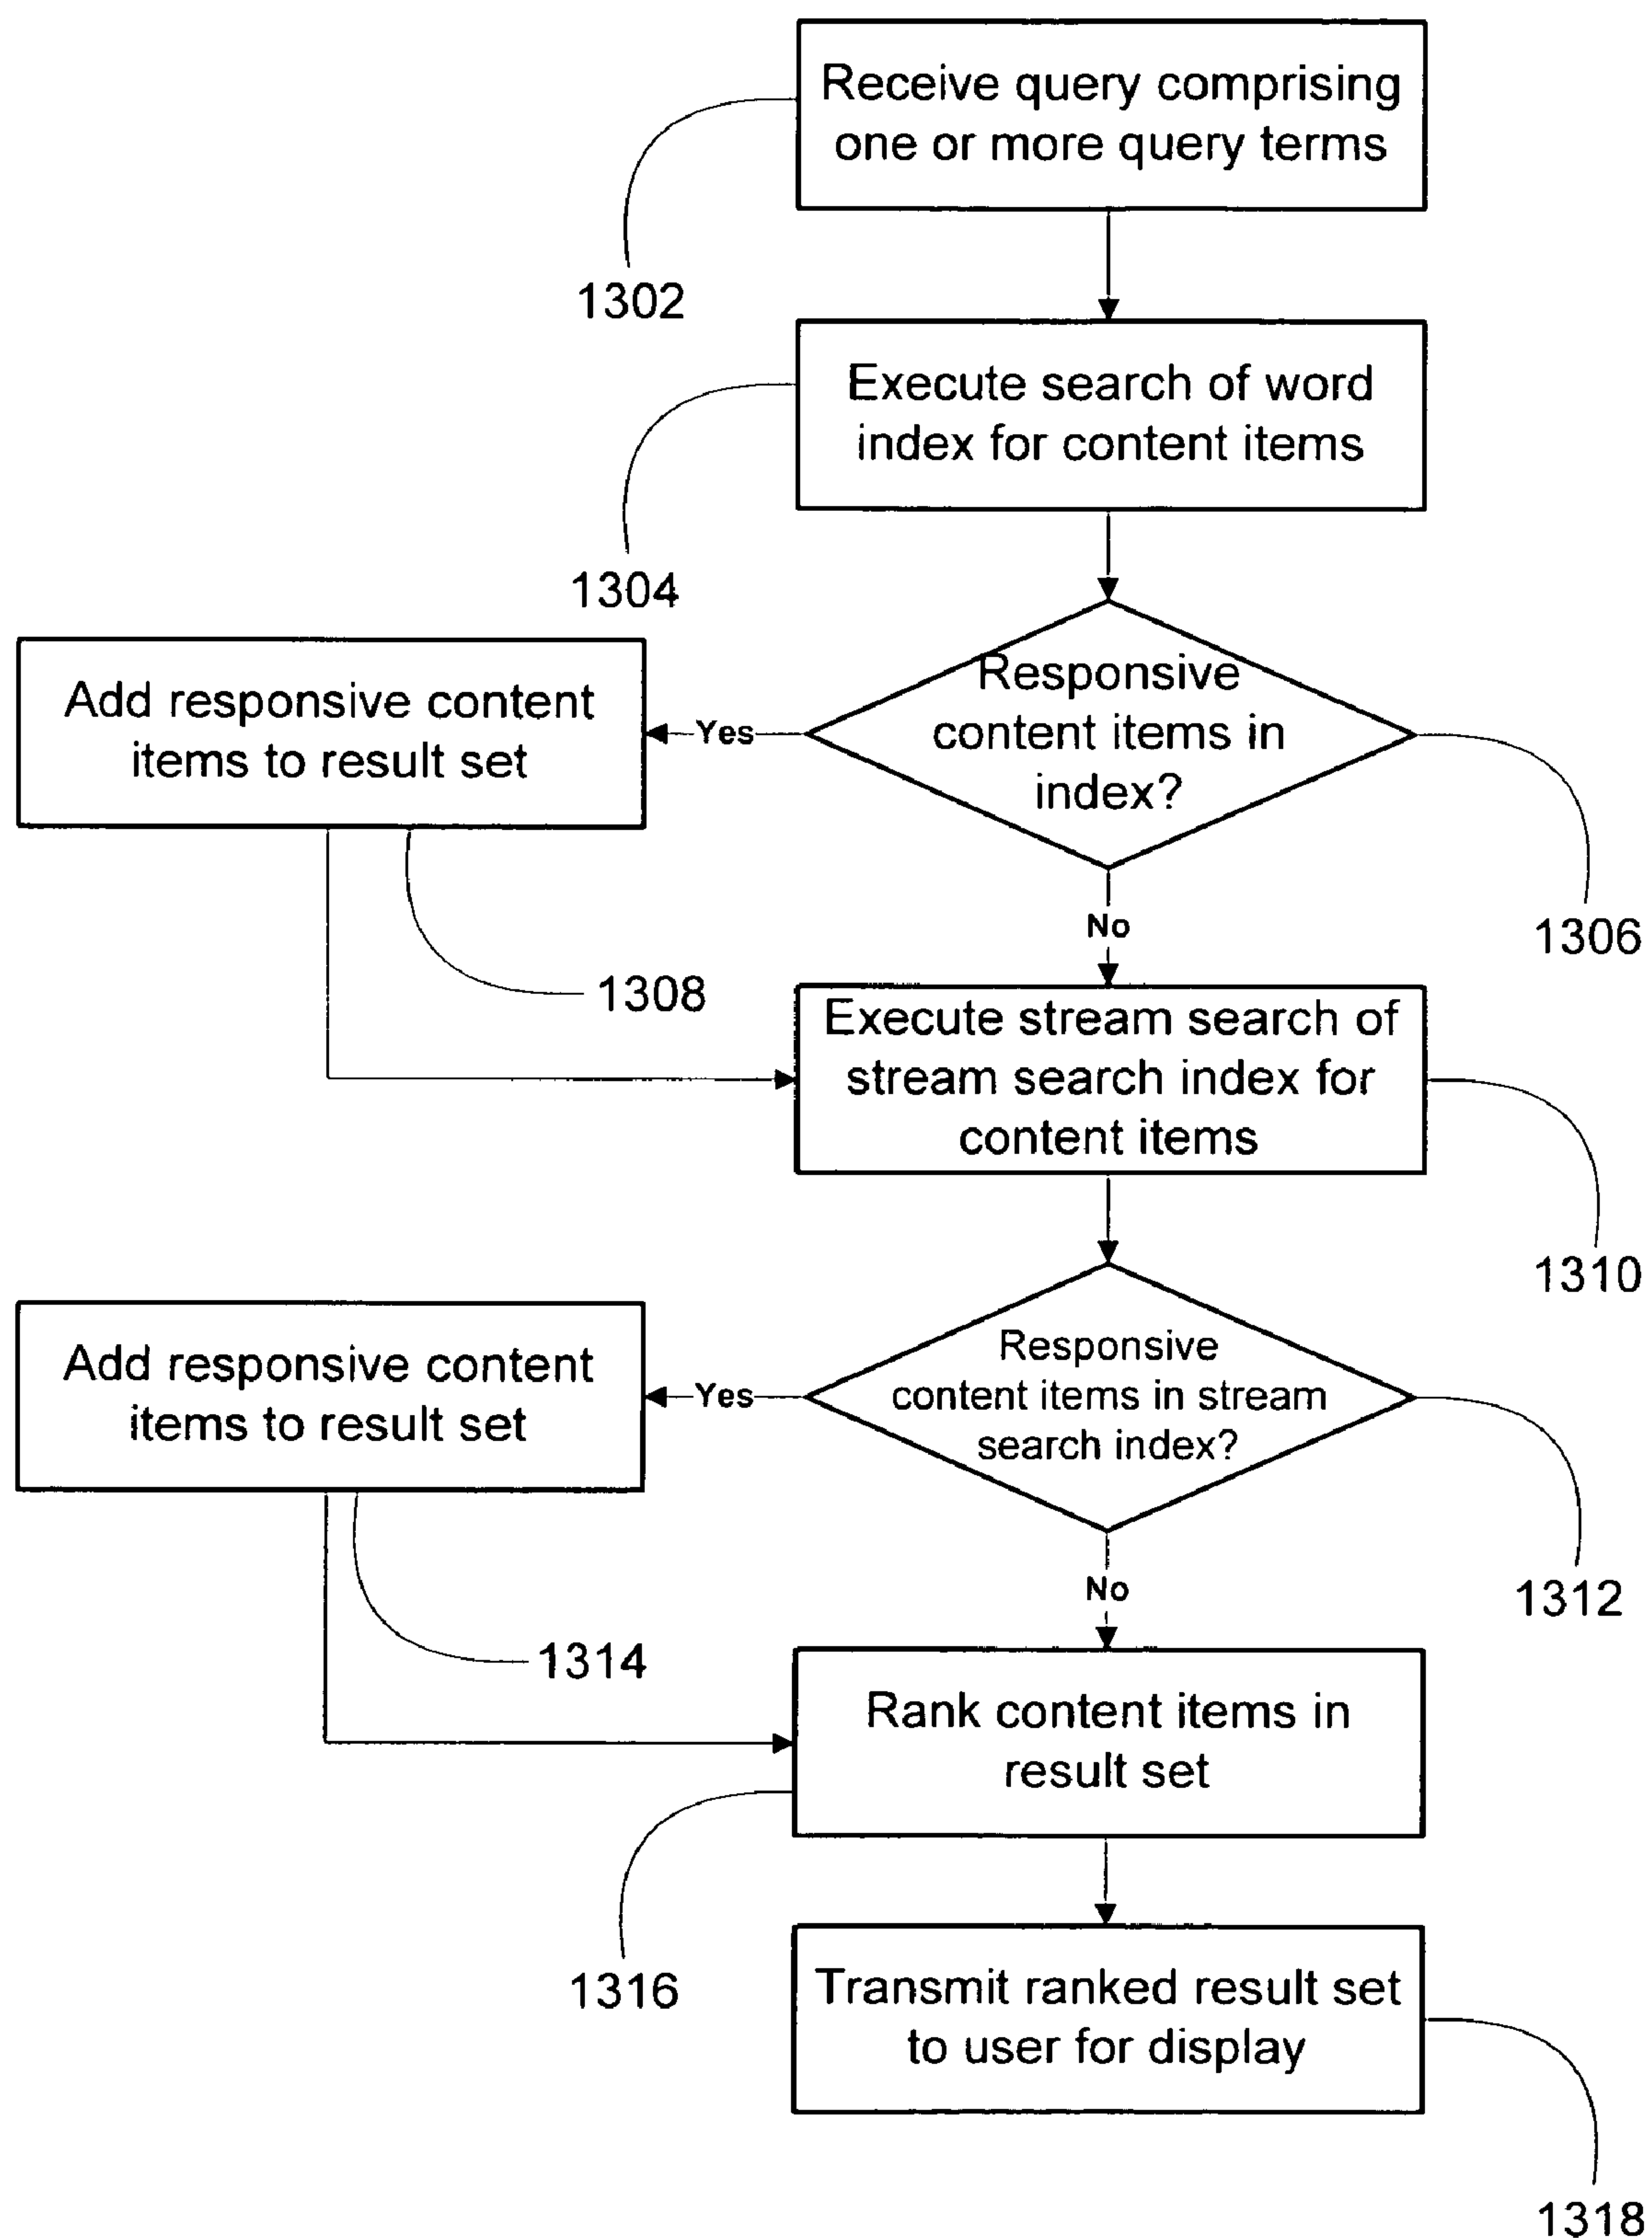 Receive query comprising
one or more query terms
1302
Execute search of word
index for content items
1304
Responsive
content items in
index?
Yes
Add responsive content
items to result set
No
1306
1308
Execute stream search of
stream search index for
content items
1310
Responsive
content items in stream
search index?
Yes
Add responsive content
items to result set
No
1312
1314
Rank content items in
result set
1316
Transmit ranked result set
to user for display
1318